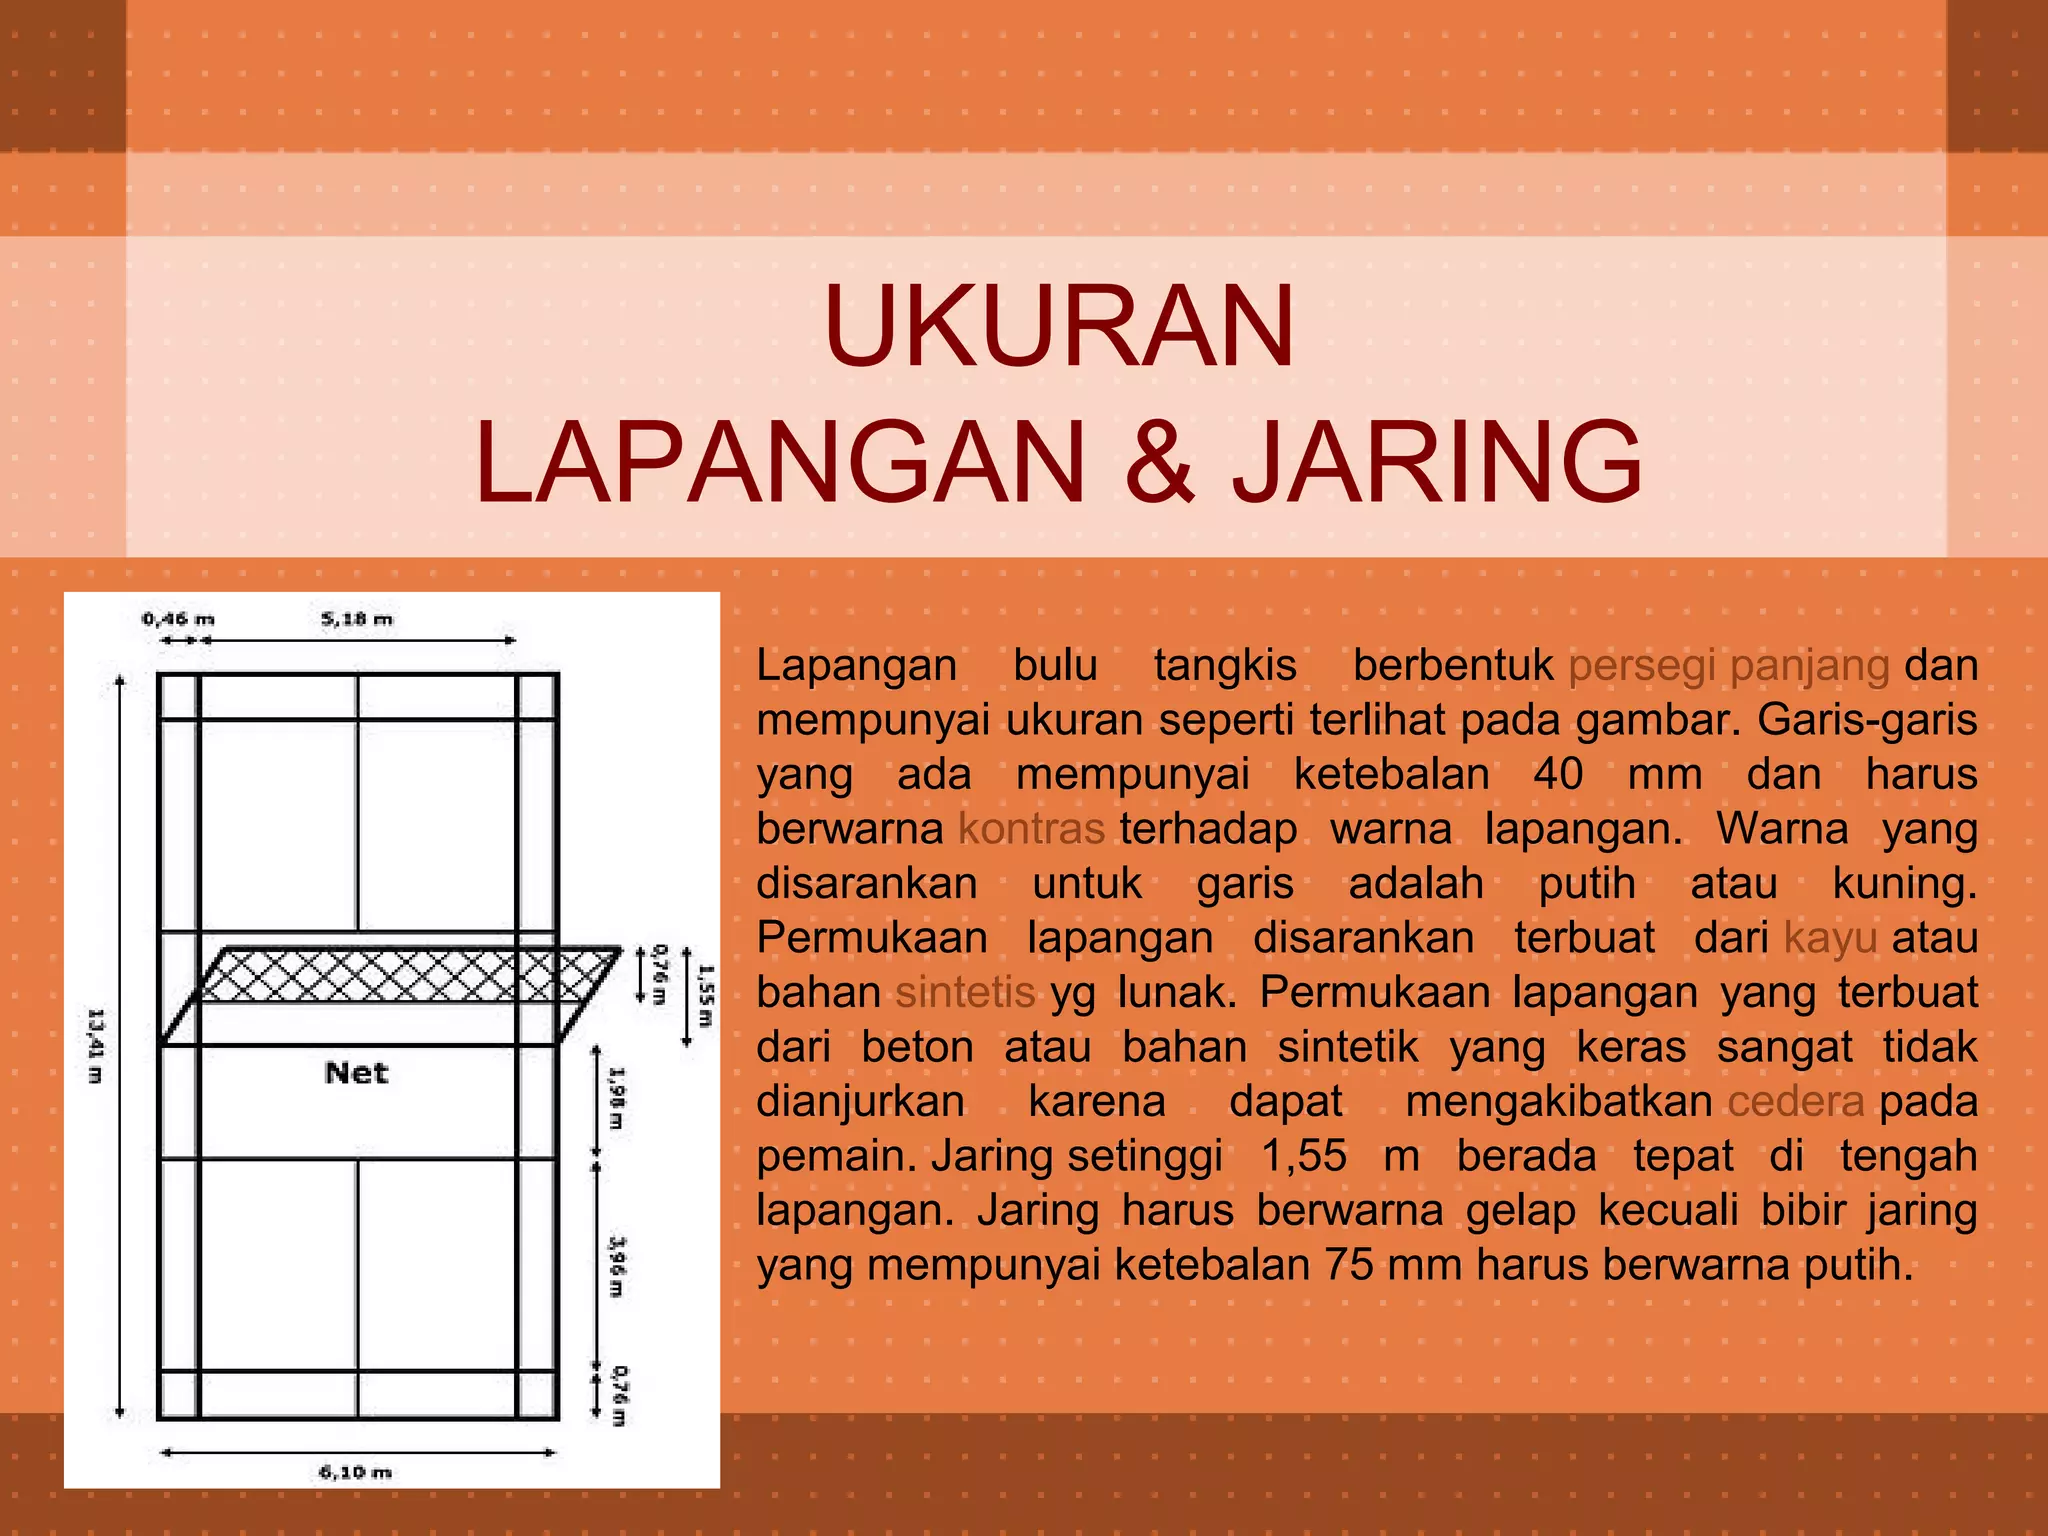 UKURAN
LAPANGAN & JARING
0,46 m
5,18 m
13,41 m
0,76 m
1,55 m
Net
1,98 m
3,96 m
0,76 m
6,10 m
Lapangan bulu tangkis berbentuk persegi panjang dan
mempunyai ukuran seperti terlihat pada gambar. Garis-garis
yang ada mempunyai ketebalan 40 mm dan harus
berwarna kontras terhadap warna lapangan. Warna yang
disarankan untuk garis adalah putih atau kuning.
Permukaan lapangan disarankan terbuat dari kayu atau
bahan sintetis yg lunak. Permukaan lapangan yang terbuat
dari beton atau bahan sintetik yang keras sangat tidak
dianjurkan karena dapat mengakibatkan cedera pada
pemain. Jaring setinggi 1,55 m berada tepat di tengah
lapangan. Jaring harus berwarna gelap kecuali bibir jaring
yang mempunyai ketebalan 75 mm harus berwarna putih.